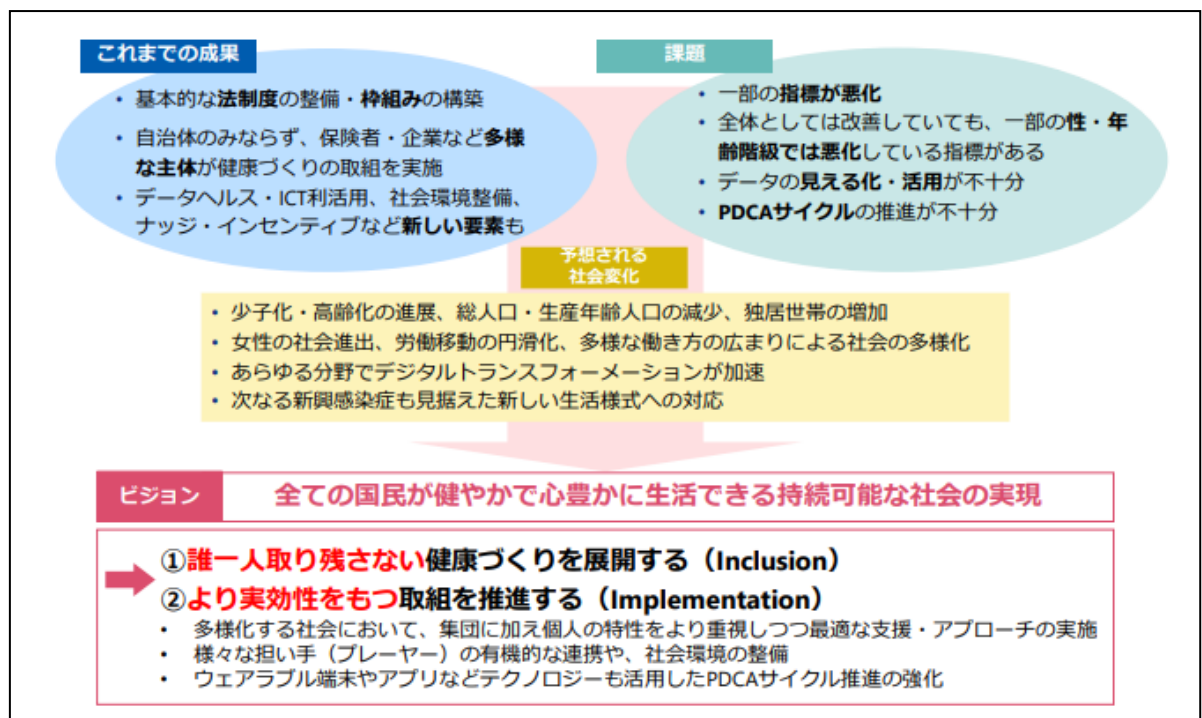 これまでの成果
• 基本的な法制度の整備・枠組みの構築
• 自治体のみならず、保険者・企業など多様
な主体が健康づくりの取組を実施
• データヘルス・ICT利活用、社会環境整備、
ナッジ・インセンティブなど新しい要素も
課題
• 一部の指標が悪化
• 全体としては改善していても、一部の性・年
齢階級では悪化している指標がある
• データの見える化・活用が不十分
• PDCAサイクルの推進が不十分
予想される
社会変化
• 少子化・高齢化の進展、総人口・生産年齢人口の減少、独居世帯の増加
• 女性の社会進出、労働移動の円滑化、多様な働き方の広まりによる社会の多様化
• あらゆる分野でデジタルトランスフォーメーションが加速
• 次なる新興感染症も見据えた新しい生活様式への対応
ビジョン
全ての国民が健やかで心豊かに生活できる持続可能な社会の実現
①誰一人取り残さない健康づくりを展開する（Inclusion）
②より実効性をもつ取組を推進する（Implementation）
• 多様化する社会において、集団に加え個人の特性をより重視しつつ最適な支援・アプローチの実施
• 様々な担い手（プレーヤー）の有機的な連携や、社会環境の整備
• ウェアラブル端末やアプリなどテクノロジーも活用したPDCAサイクル推進の強化